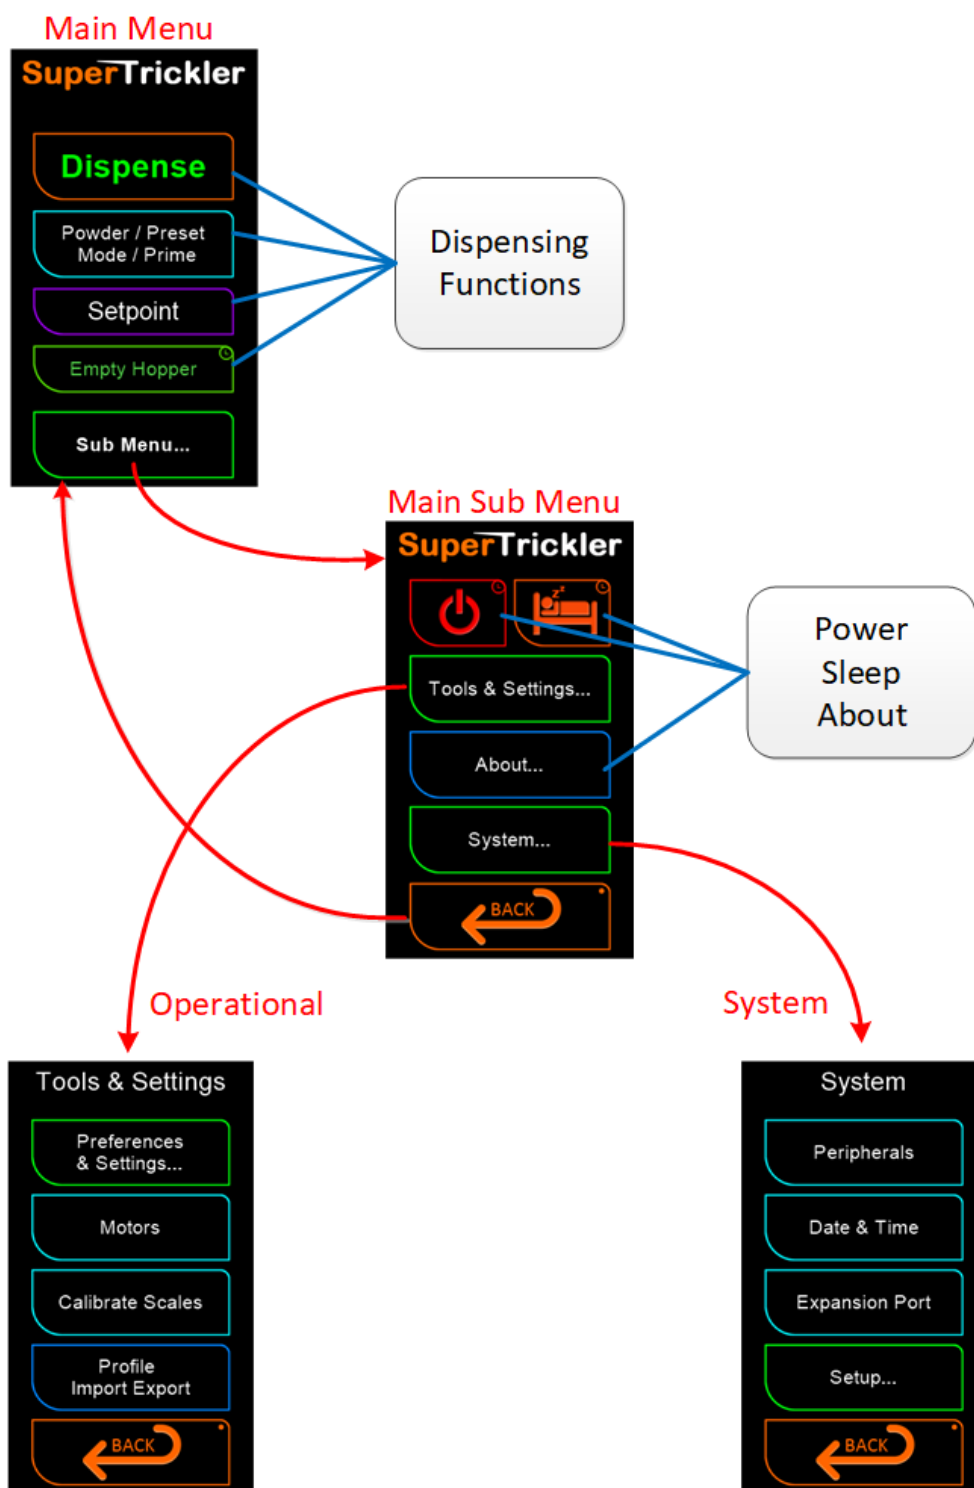 Main Menu
SuperTrickler
Dispense
Powder / Preset
Mode / Prime
Setpoint
Empty Hopper
Sub Menu...
Dispensing
Functions
Main Sub Menu
SuperTrickler
zzz
Tools & Settings...
About...
System...
BACK
Power
Sleep
About
Operational
System
Tools & Settings
Preferences
& Settings...
Motors
Calibrate Scales
Profile
Import Export
BACK
System
Peripherals
Date & Time
Expansion Port
Setup...
BACK